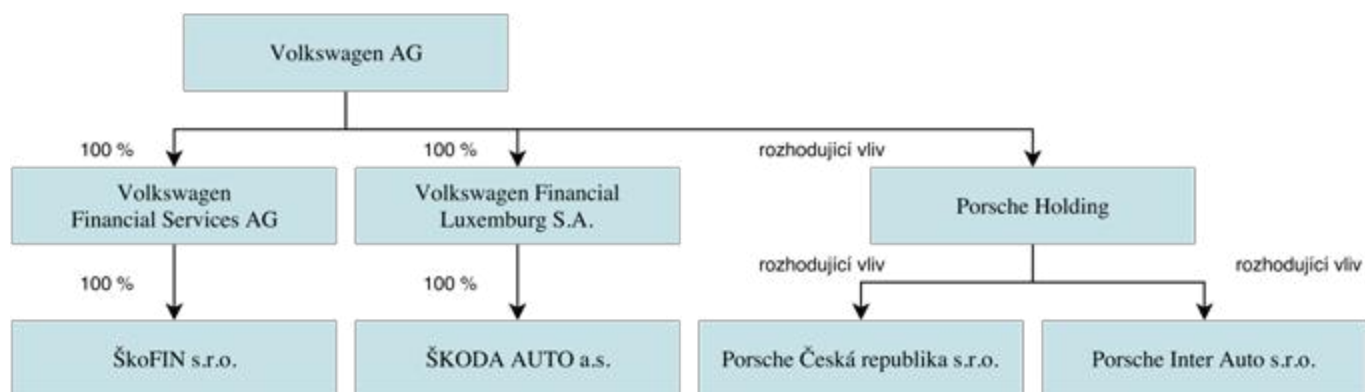 Volkswagen AG
100 %
100 %
rozhodující vliv
Volkswagen
Financial Services AG
Volkswagen Financial
Luxemburg S.A.
Porsche Holding
100 %
100 %
rozhodující vliv
rozhodující vliv
ŠkoFIN s.r.o.
ŠKODA AUTO a.s.
Porsche Česká republika s.r.o.
Porsche Inter Auto s.r.o.